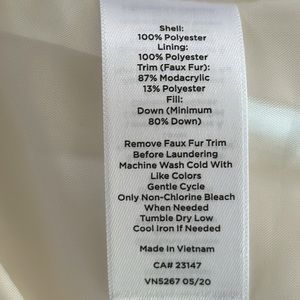 Shell:
100% Polyester
Lining:
100% Polyester
Trim (Faux Fur):
87% Modacrylic
13% Polyester
Fill:
Down (Minimum
80% Down)
Remove Faux Fur Trim
Before Laundering
Machine Wash Cold With
Like Colors
Gentle Cycle
Only Non-Chlorine Bleach
When Needed
Tumble Dry Low
Cool Iron If Needed
Made In Vietnam
CA# 23147
VN5267 05/20